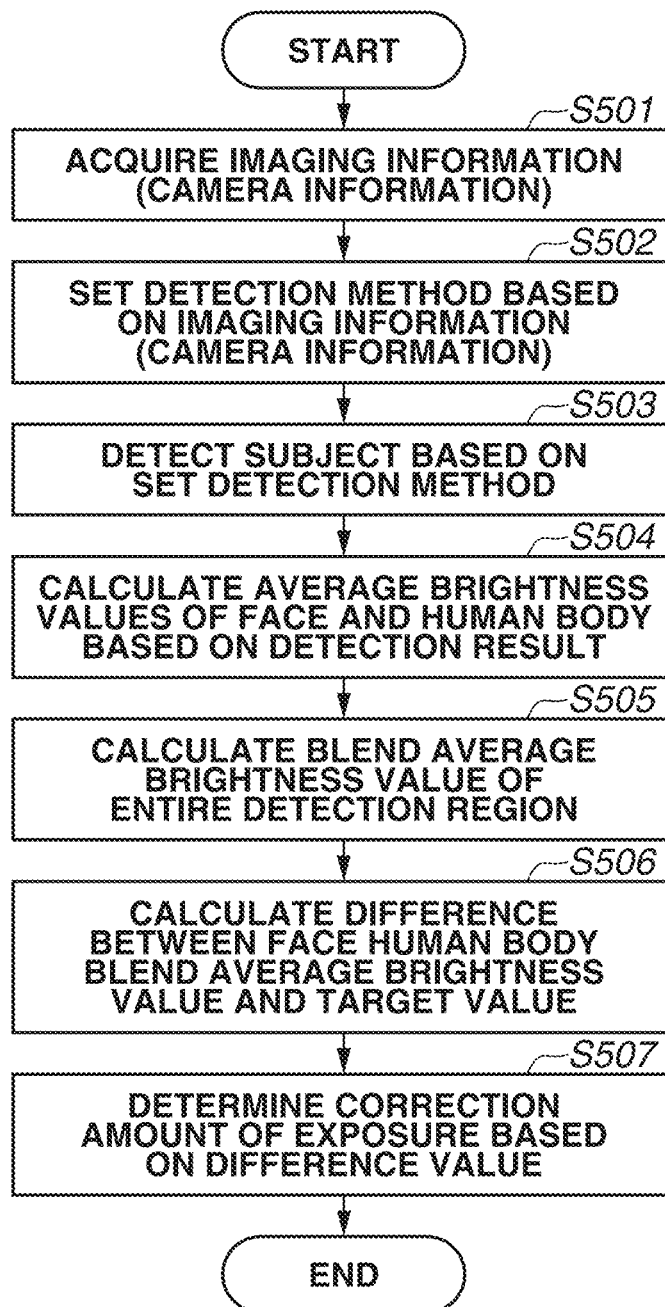 START
S501
ACQUIRE IMAGING INFORMATION
(CAMERA INFORMATION)
S502
SET DETECTION METHOD BASED
ON IMAGING INFORMATION
(CAMERA INFORMATION)
S503
DETECT SUBJECT BASED ON
SET DETECTION METHOD
S504
CALCULATE AVERAGE BRIGHTNESS
VALUES OF FACE AND HUMAN BODY
BASED ON DETECTION RESULT
S505
CALCULATE BLEND AVERAGE
BRIGHTNESS VALUE OF
ENTIRE DETECTION REGION
S506
CALCULATE DIFFERENCE
BETWEEN FACE HUMAN BODY
BLEND AVERAGE BRIGHTNESS
VALUE AND TARGET VALUE
S507
DETERMINE CORRECTION
AMOUNT OF EXPOSURE BASED
ON DIFFERENCE VALUE
END